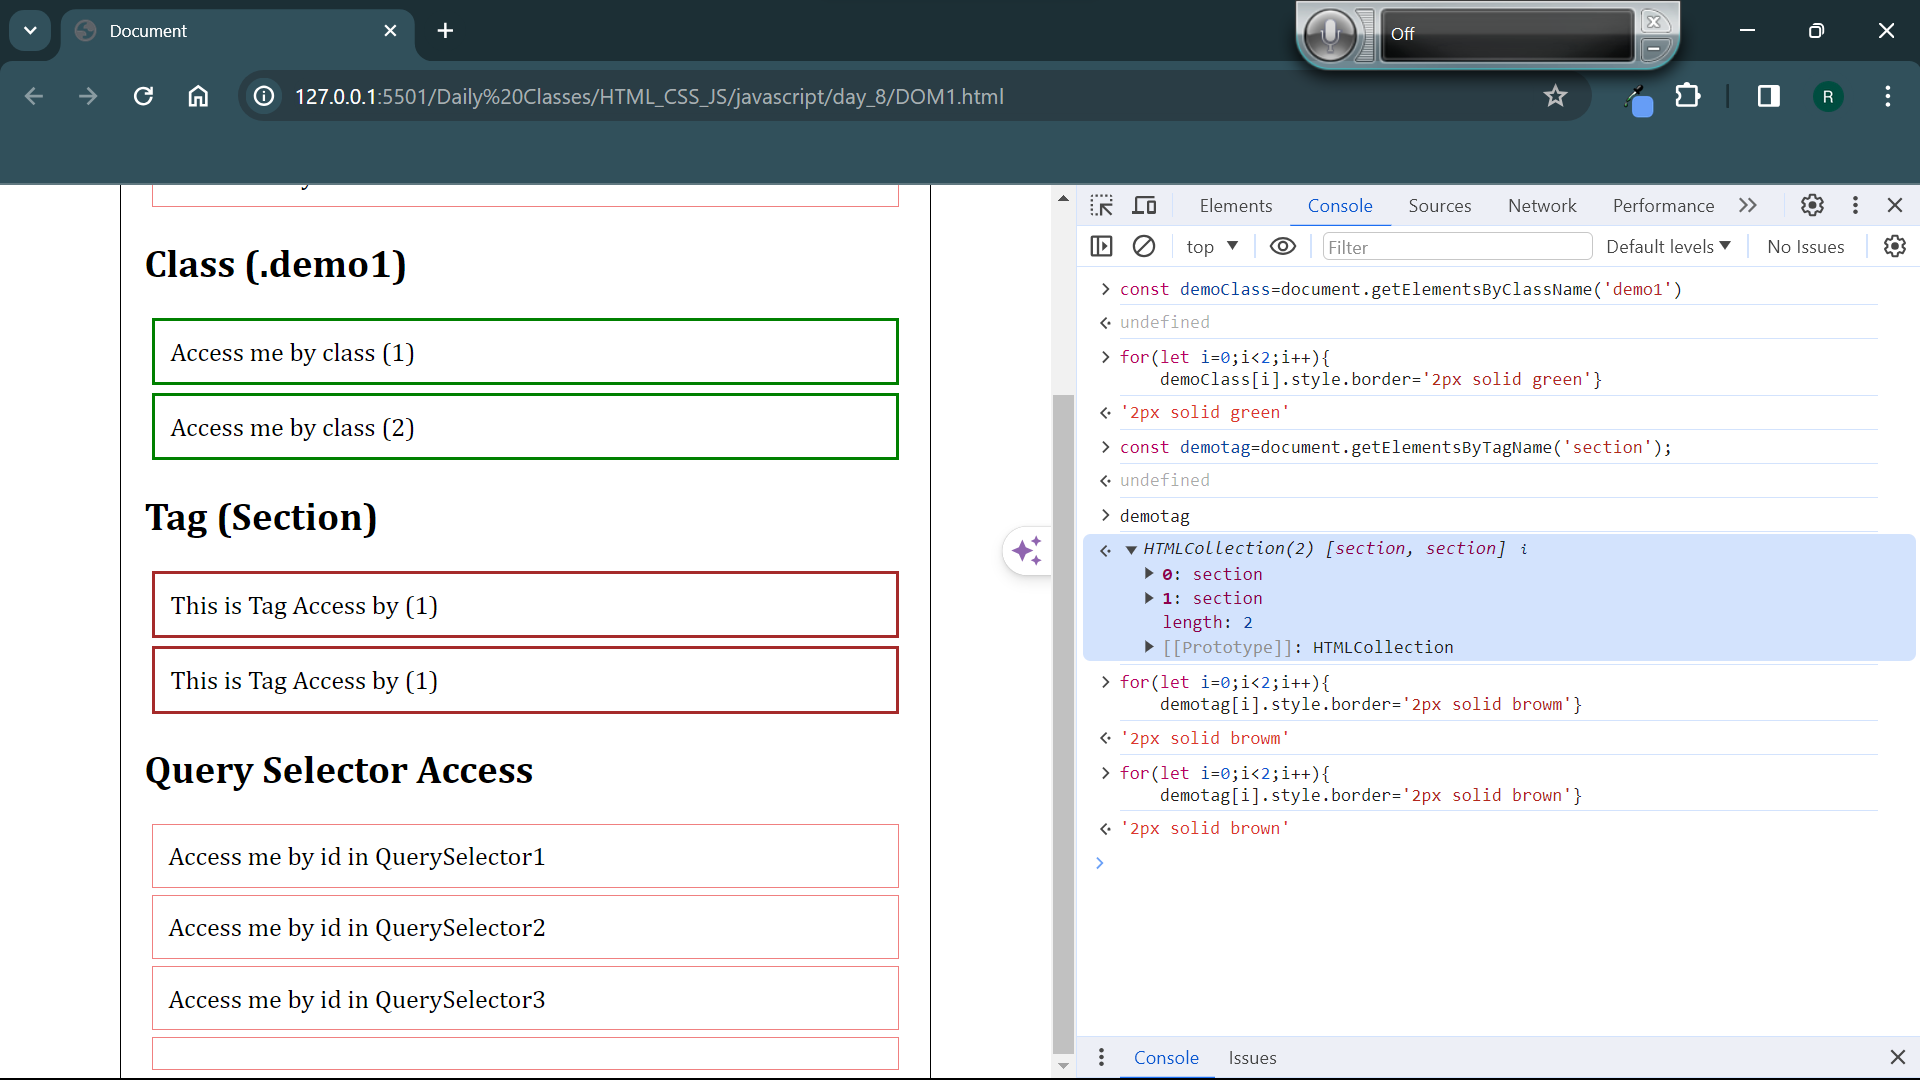 Document
Off
127.0.0.1:5501/Daily%20Classes/HTML_CSS_JS/javascript/day_8/DOM1.html
R
Class (.demo1)
Access me by class (1)
Access me by class (2)
Tag (Section)
This is Tag Access by (1)
This is Tag Access by (1)
Query Selector Access
Access me by id in QuerySelector1
Access me by id in QuerySelector2
Access me by id in QuerySelector3
Elements Console Sources Network Performance
top Filter Default levels No Issues
const demoClass=document.getElementsByClassName('demo1')
undefined
for(let i=0;i<2;i++){
demoClass[i].style.border='2px solid green'}
'2px solid green'
const demotag=document.getElementsByTagName('section');
undefined
demotag
HTMLCollection(2) [section, section] i
0: section
1: section
length: 2
[[Prototype]]: HTMLCollection
for(let i=0;i<2;i++){
demotag[i].style.border='2px solid browm'}
'2px solid browm'
for(let i=0;i<2;i++){
demotag[i].style.border='2px solid brown'}
'2px solid brown'
Console Issues